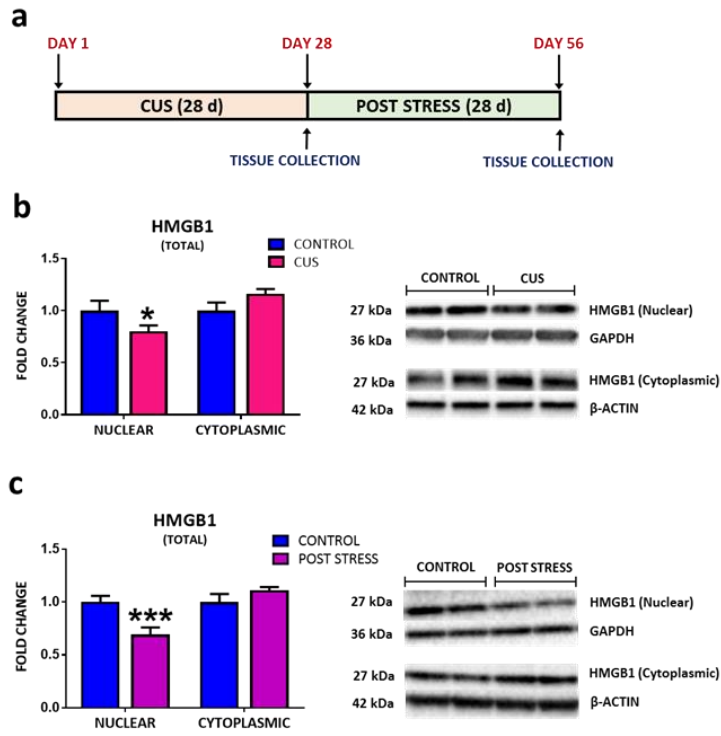 a
DAY 1
DAY 28
DAY 56
CUS (28 d)
POST STRESS (28 d)
TISSUE COLLECTION
TISSUE COLLECTION
b
HMGB1
(TOTAL)
CONTROL
CUS
FOLD CHANGE
1.5
1.0
0.5
0.0
*
NUCLEAR
CYTOPLASMIC
CONTROL
CUS
27 kDa
HMGB1 (Nuclear)
36 kDa
GAPDH
27 kDa
HMGB1 (Cytoplasmic)
42 kDa
β-ACTIN
c
HMGB1
(TOTAL)
CONTROL
POST STRESS
FOLD CHANGE
1.5
1.0
0.5
0.0
***
NUCLEAR
CYTOPLASMIC
CONTROL
POST STRESS
27 kDa
HMGB1 (Nuclear)
36 kDa
GAPDH
27 kDa
HMGB1 (Cytoplasmic)
42 kDa
β-ACTIN